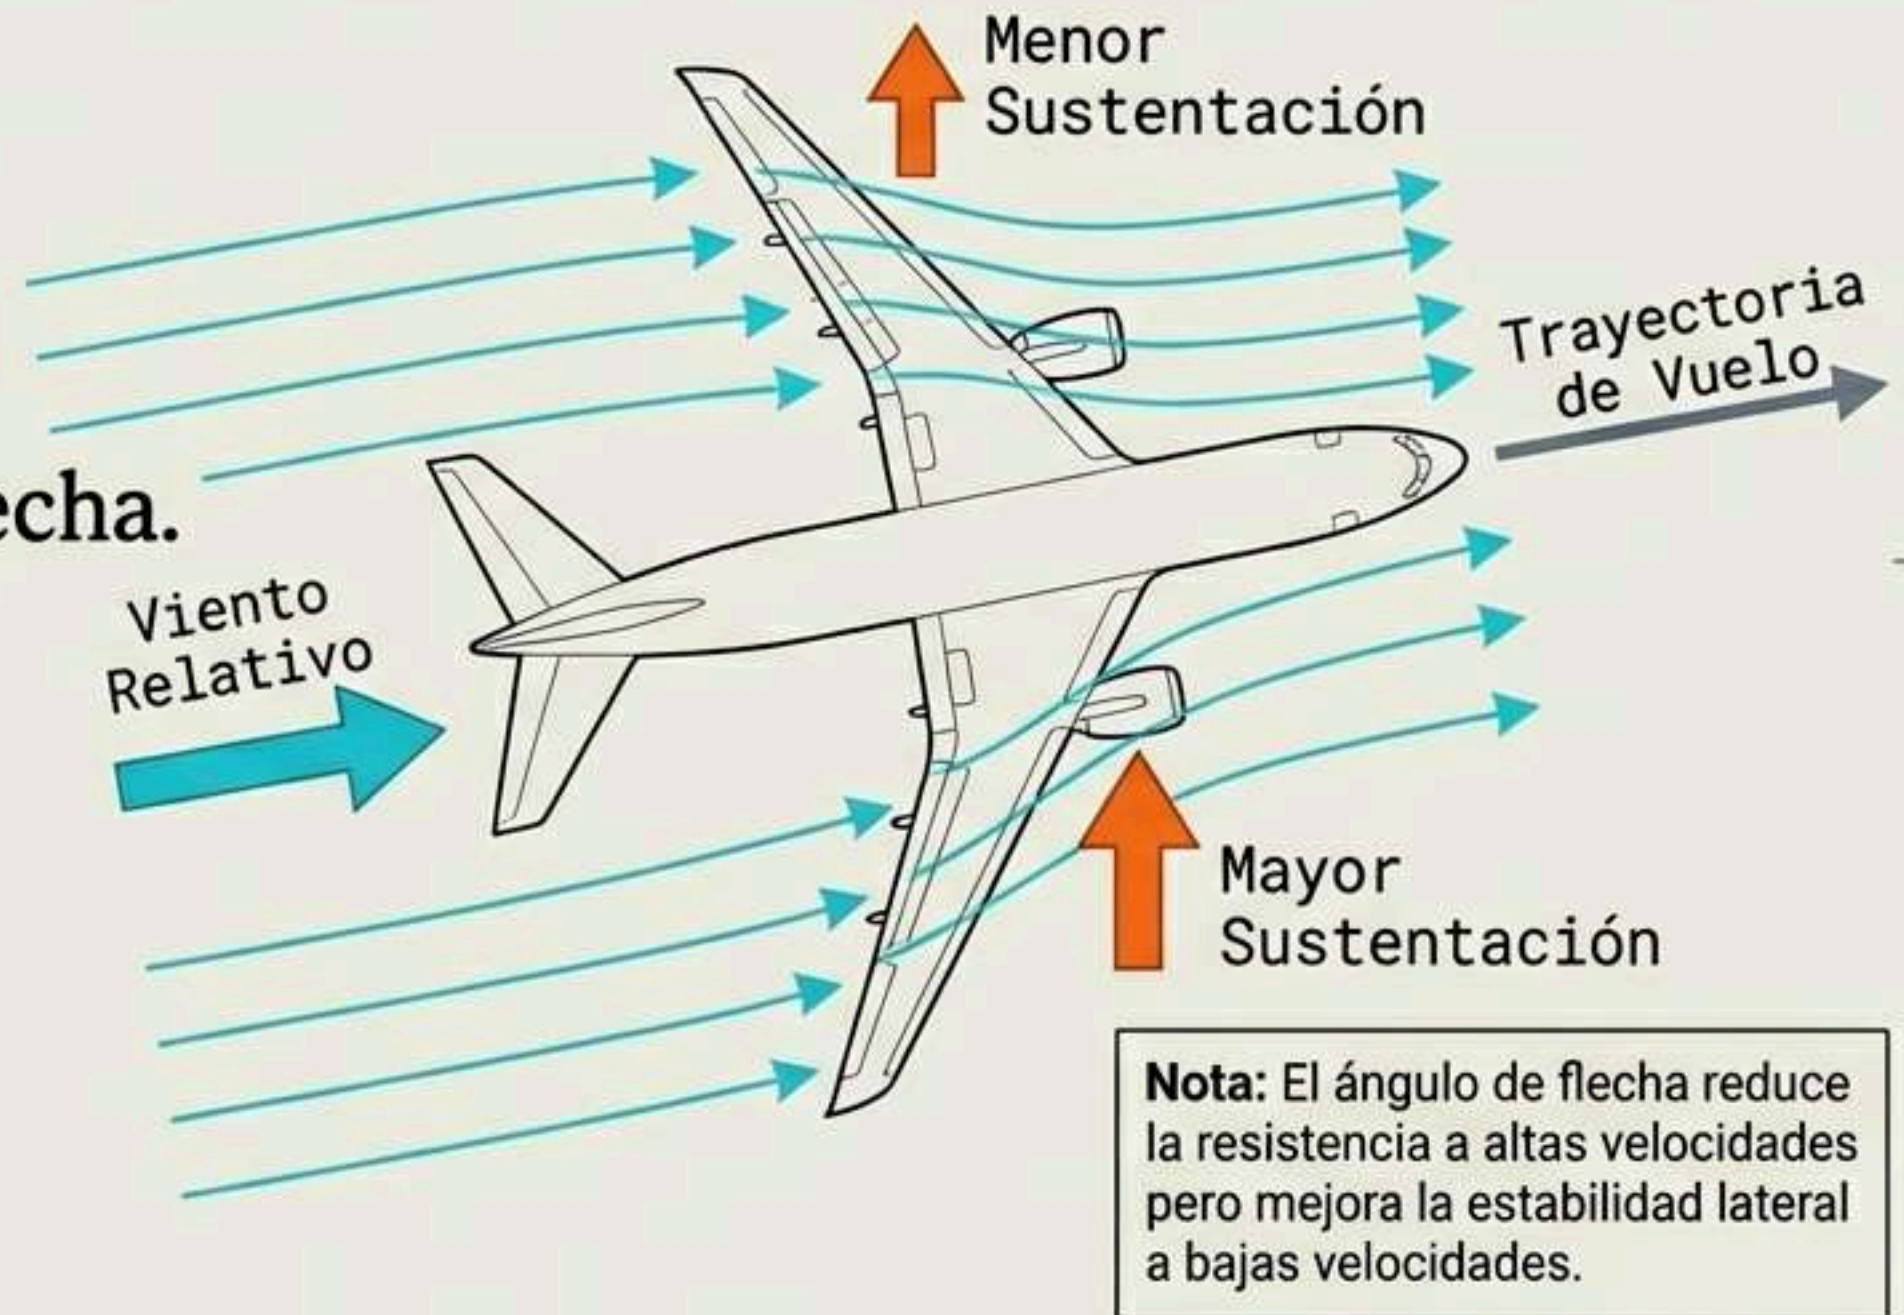 Menor
Sustentación
Trayectoria
de Vuelo
echa.
Viento
Relativo
Mayor
Sustentación
Nota: El ángulo de flecha reduce
la resistencia a altas velocidades
pero mejora la estabilidad lateral
a bajas velocidades.